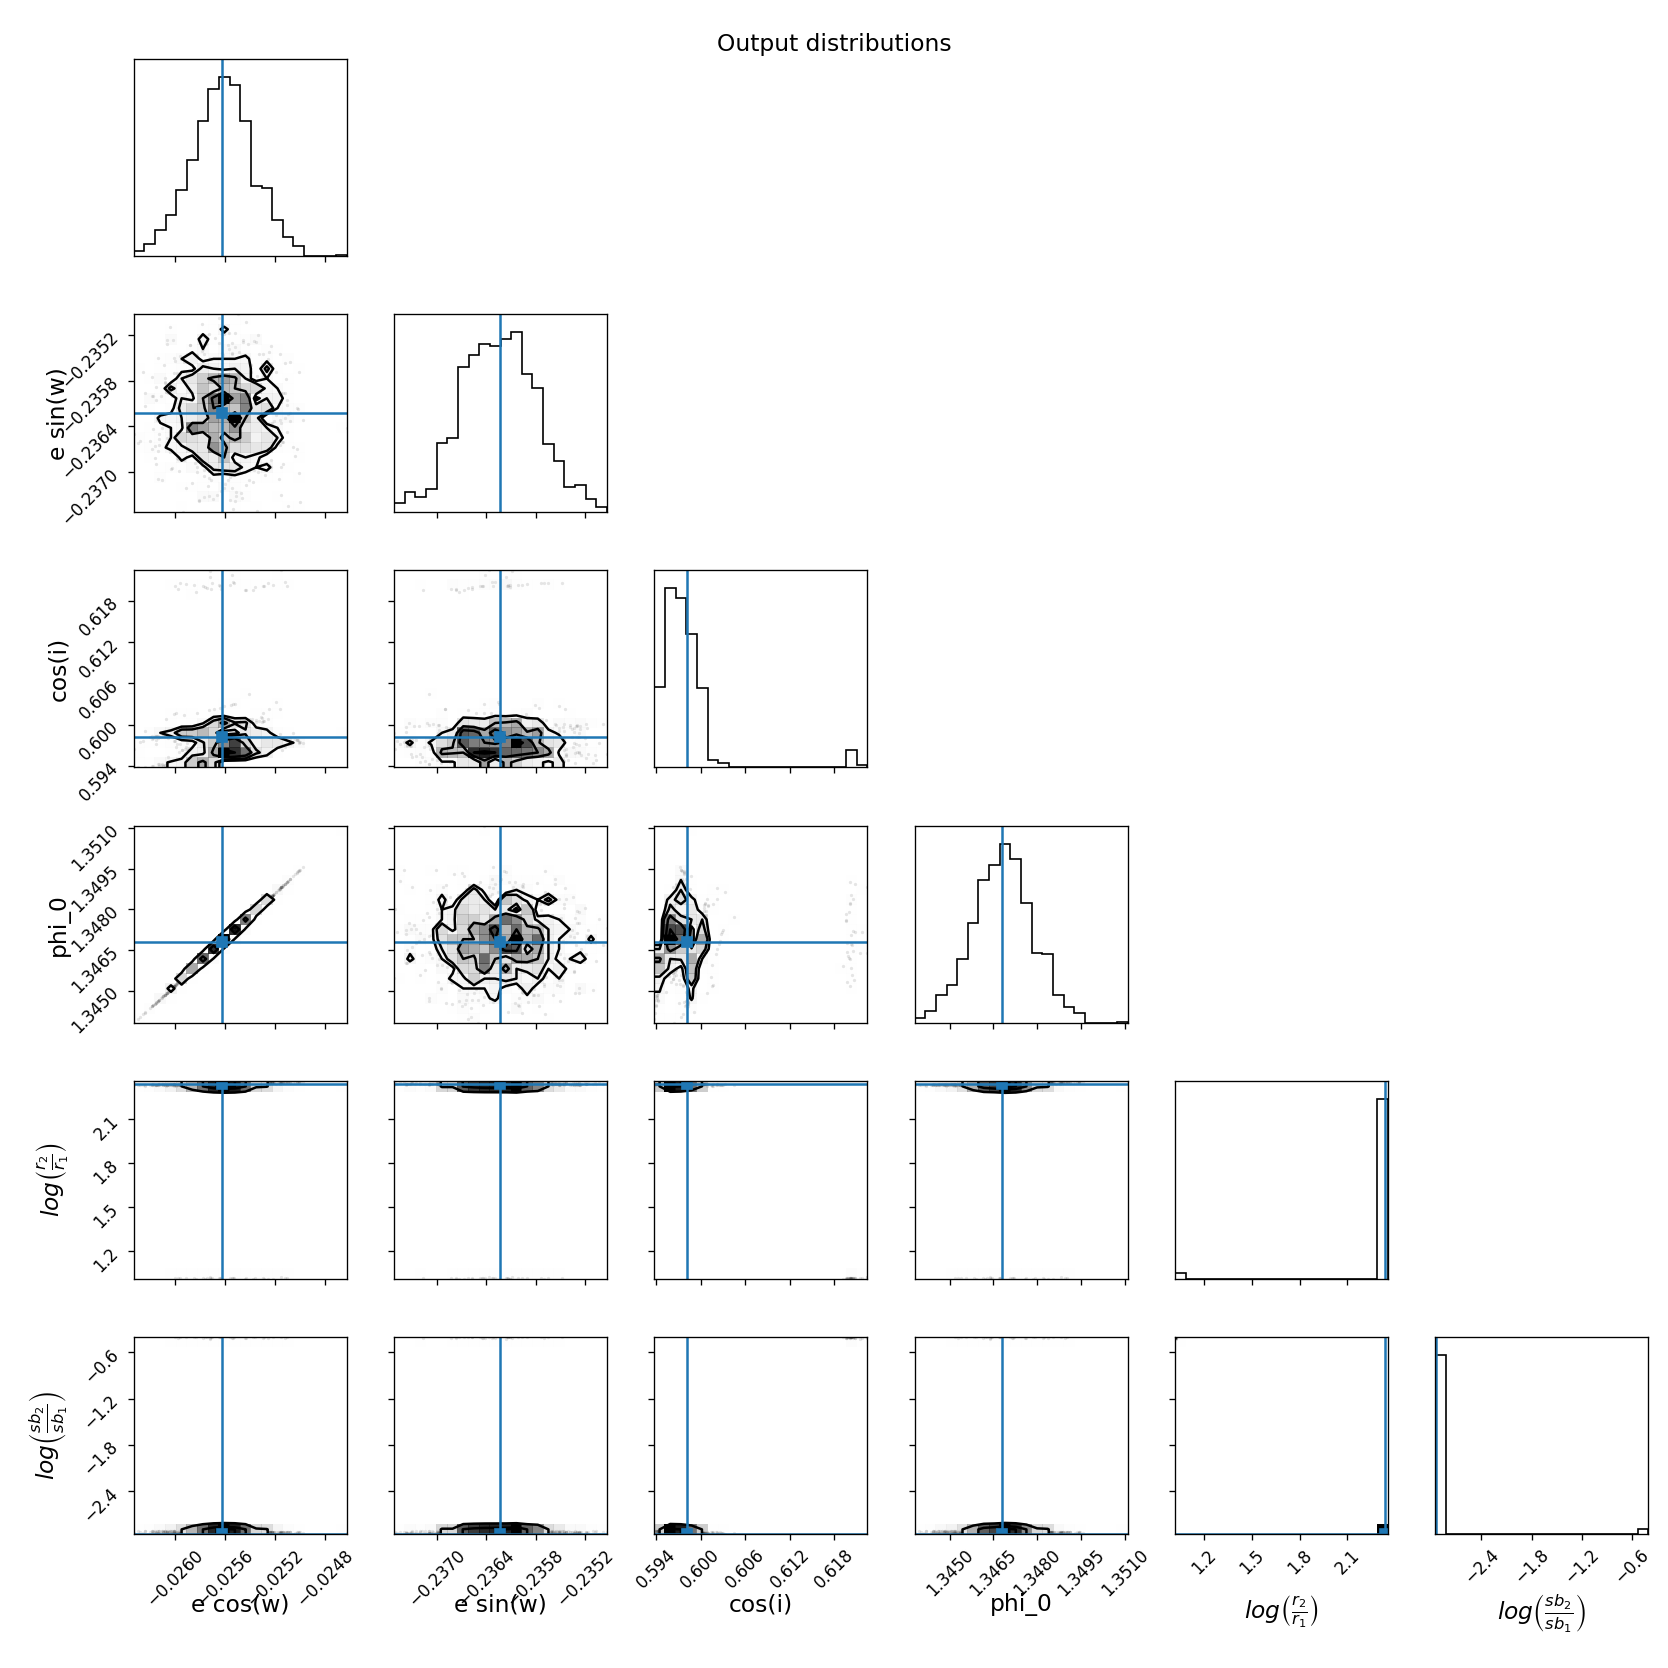 Output distributions
e sin(w)
−0.2352
−0.2358
−0.2364
−0.2370
cos(i)
0.618
0.612
0.606
0.600
0.594
phi_0
1.3510
1.3495
1.3480
1.3465
1.3450
log(r2/r1)
2.1
1.8
1.5
1.2
log(sb2/sb1)
−0.6
−1.2
−1.8
−2.4
−0.0260 −0.0256 −0.0252 −0.0248
−0.2370 −0.2364 −0.2358 −0.2352
0.594 0.600 0.606 0.612 0.618
1.3450 1.3465 1.3480 1.3495 1.3510
1.2 1.5 1.8 2.1
−2.4 −1.8 −1.2 −0.6
e cos(w)
e sin(w)
cos(i)
phi_0
log(r2/r1)
log(sb2/sb1)